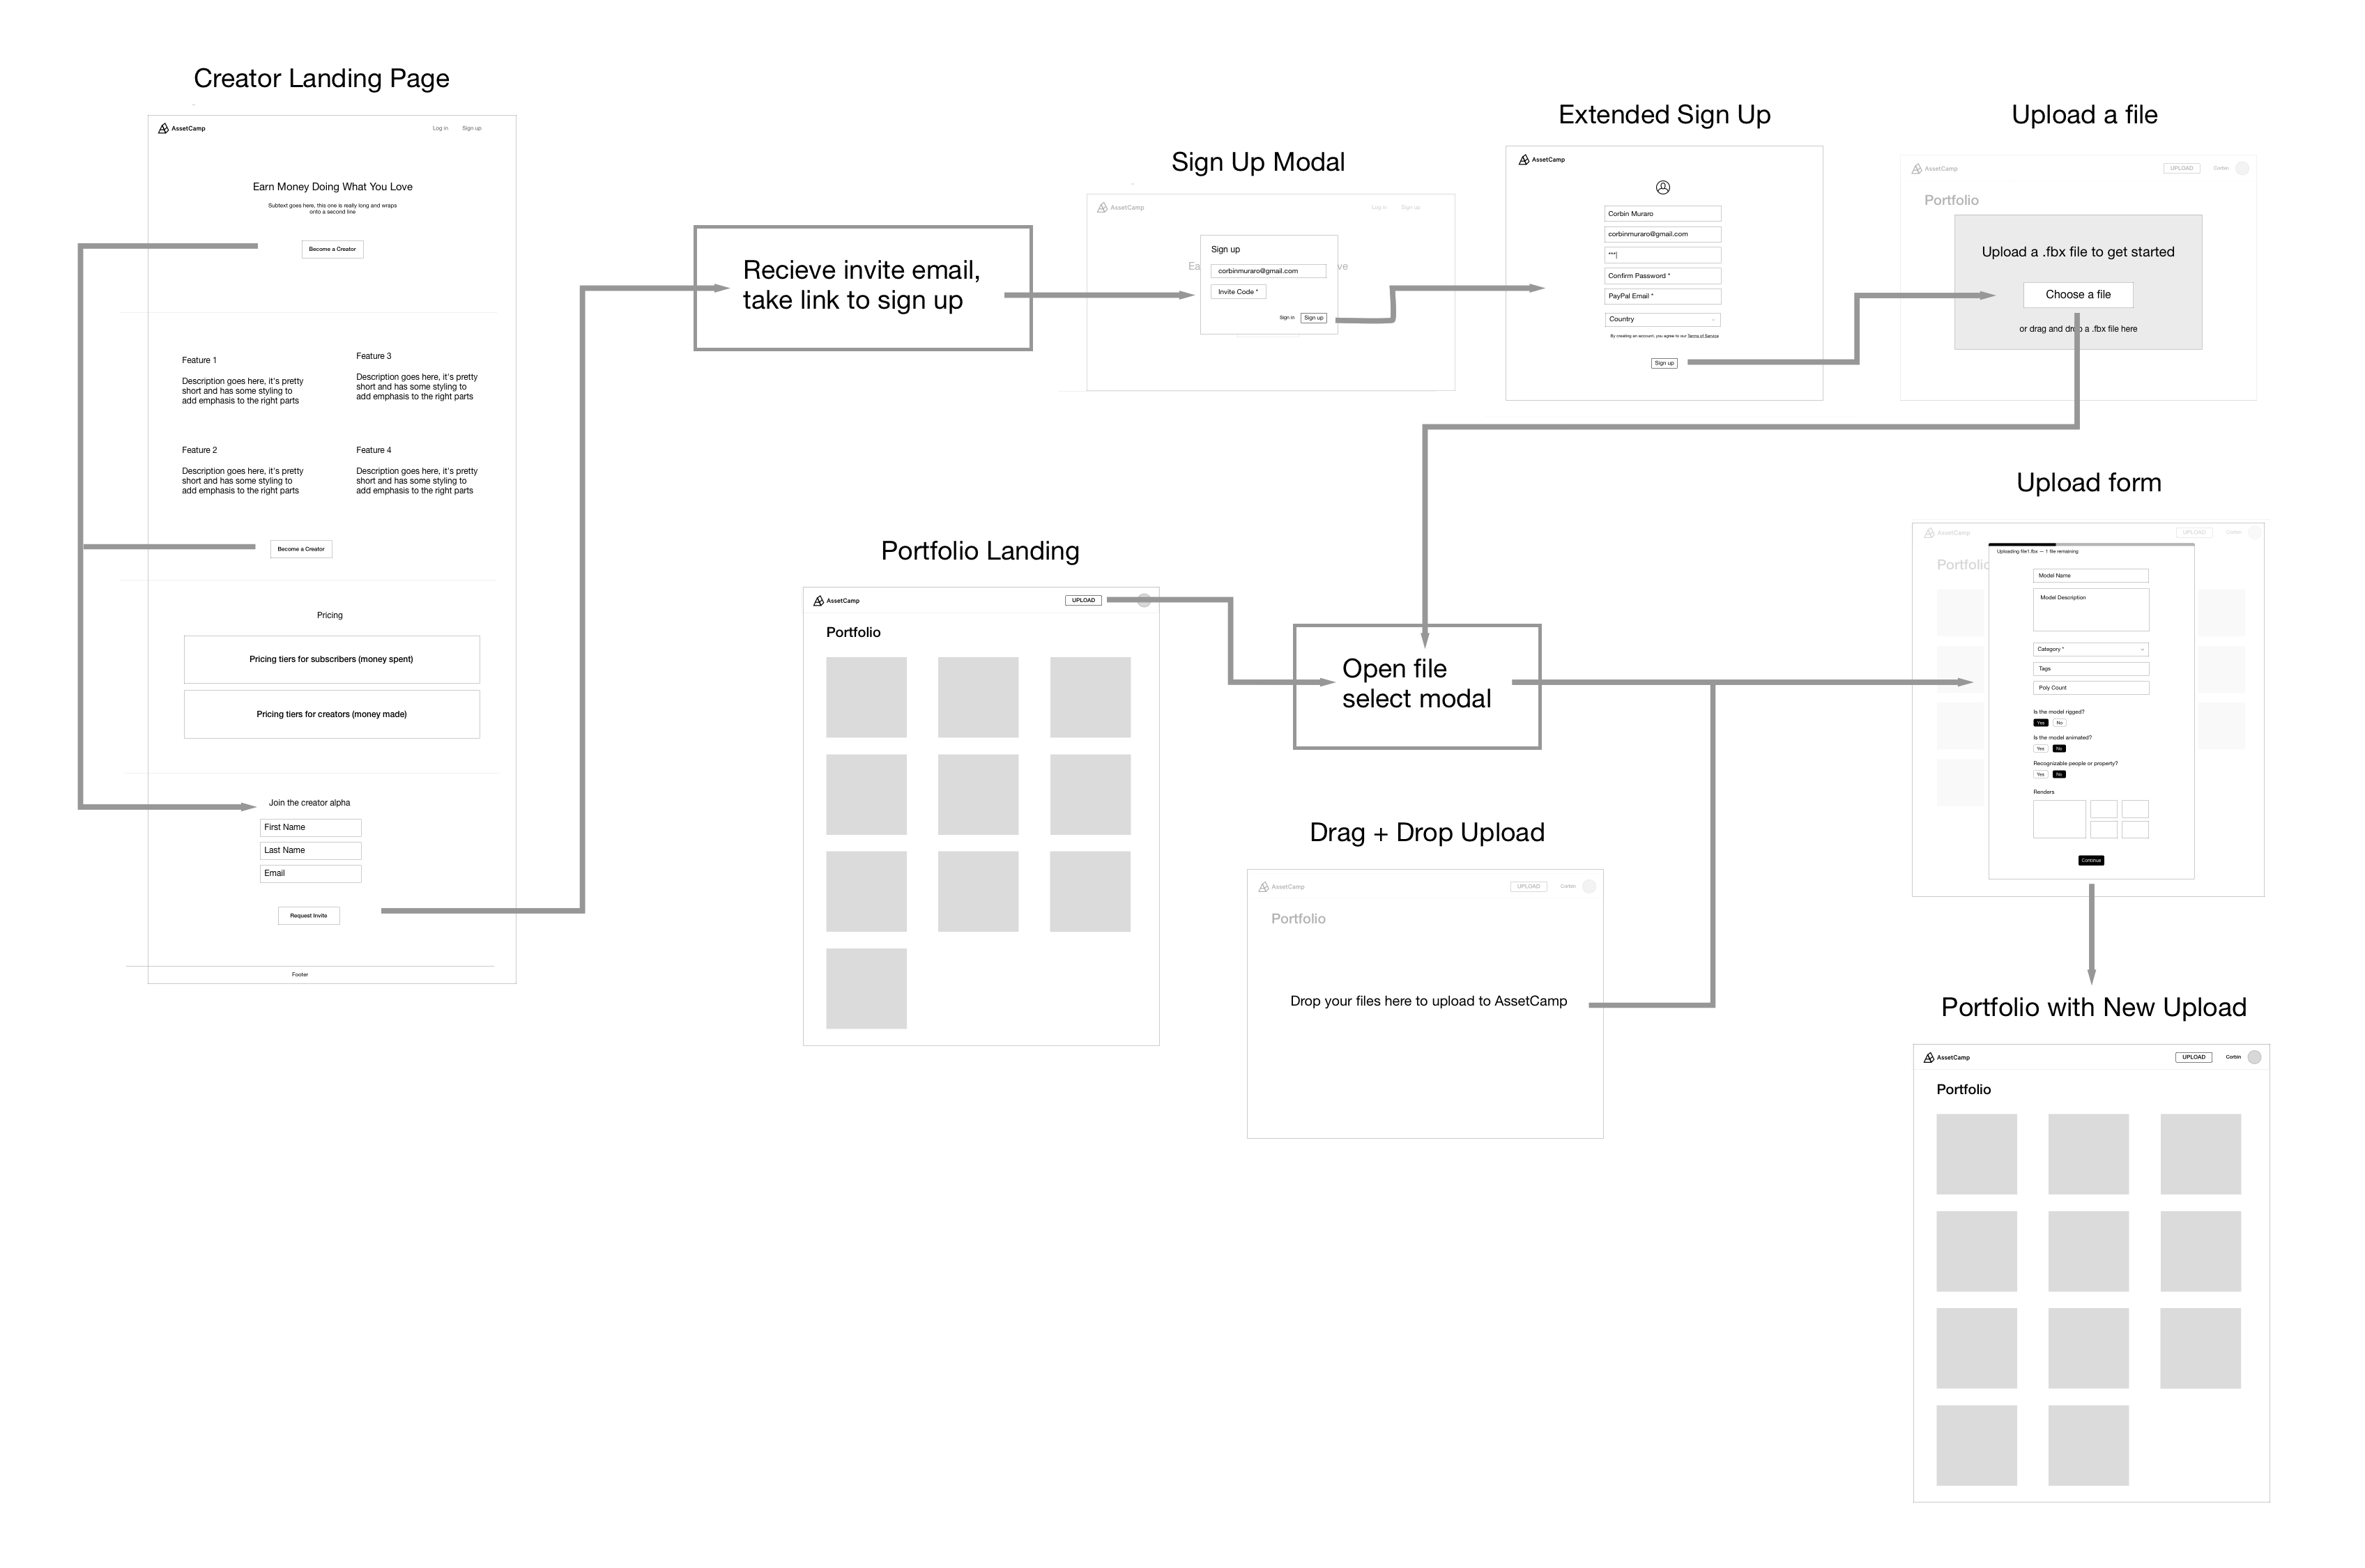 Creator Landing Page
AssetCamp
Log in
Sign up
Earn Money Doing What You Love
Subtext goes here, this one is really long and wraps
onto a second line
Become a Creator
Feature 1
Description goes here, it's pretty
short and has some styling to
add emphasis to the right parts
Feature 3
Description goes here, it's pretty
short and has some styling to
add emphasis to the right parts
Feature 2
Description goes here, it's pretty
short and has some styling to
add emphasis to the right parts
Feature 4
Description goes here, it's pretty
short and has some styling to
add emphasis to the right parts
Become a Creator
Pricing
Pricing tiers for subscribers (money spent)
Pricing tiers for creators (money made)
Join the creator alpha
First Name
Last Name
Email
Request Invite
Footer
Recieve invite email,
take link to sign up
Sign Up Modal
AssetCamp
Log in
Sign up
Ea
ve
Sign up
corbinmuraro@gmail.com
Invite Code *
Sign in
Sign up
Extended Sign Up
AssetCamp
Corbin Muraro
corbinmuraro@gmail.com
***|
Confirm Password *
PayPal Email *
Country
By creating an account, you agree to our Terms of Service
Sign up
Upload a file
AssetCamp
UPLOAD
Corbin
Portfolio
Upload a .fbx file to get started
Choose a file
or drag and drop a .fbx file here
Portfolio Landing
AssetCamp
UPLOAD
Portfolio
Open file
select modal
Drag + Drop Upload
AssetCamp
UPLOAD
Corbin
Portfolio
Drop your files here to upload to AssetCamp
Upload form
AssetCamp
UPLOAD
Corbin
Portfolio
Uploading file1.fbx — 1 file remaining
Model Name
Model Description
Category *
Tags
Poly Count
Is the model rigged?
Yes
No
Is the model animated?
Yes
No
Recognizable people or property?
Yes
No
Renders
Continue
Portfolio with New Upload
AssetCamp
UPLOAD
Corbin
Portfolio